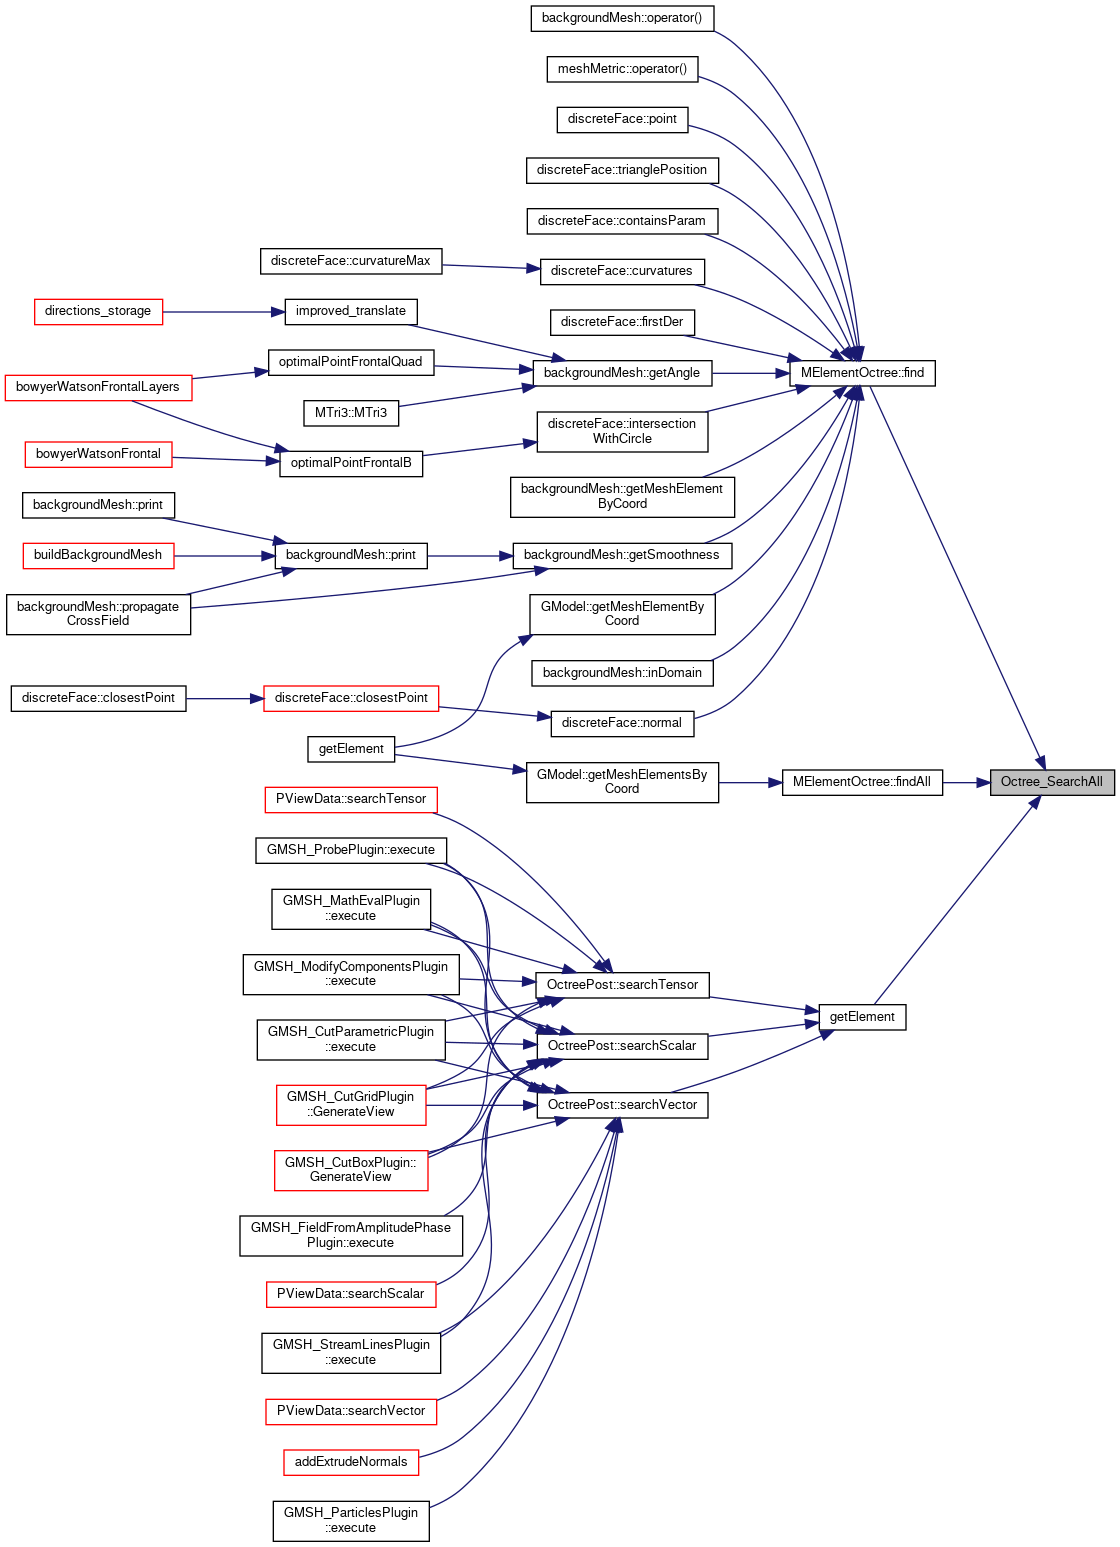 backgroundMesh::operator()
meshMetric::operator()
discreteFace::point
discreteFace::trianglePosition
discreteFace::containsParam
discreteFace::curvatureMax
discreteFace::curvatures
directions_storage
improved_translate
discreteFace::firstDer
optimalPointFrontalQuad
backgroundMesh::getAngle
MElementOctree::find
bowyerWatsonFrontalLayers
MTri3::MTri3
discreteFace::intersection
WithCircle
bowyerWatsonFrontal
optimalPointFrontalB
backgroundMesh::getMeshElement
ByCoord
backgroundMesh::print
buildBackgroundMesh
backgroundMesh::print
backgroundMesh::getSmoothness
backgroundMesh::propagate
CrossField
GModel::getMeshElementBy
Coord
backgroundMesh::inDomain
discreteFace::closestPoint
discreteFace::closestPoint
discreteFace::normal
getElement
GModel::getMeshElementsBy
Coord
MElementOctree::findAll
Octree_SearchAll
PViewData::searchTensor
GMSH_ProbePlugin::execute
GMSH_MathEvalPlugin
::execute
GMSH_ModifyComponentsPlugin
::execute
OctreePost::searchTensor
getElement
GMSH_CutParametricPlugin
::execute
OctreePost::searchScalar
GMSH_CutGridPlugin
::GenerateView
OctreePost::searchVector
GMSH_CutBoxPlugin::
GenerateView
GMSH_FieldFromAmplitudePhase
Plugin::execute
PViewData::searchScalar
GMSH_StreamLinesPlugin
::execute
PViewData::searchVector
addExtrudeNormals
GMSH_ParticlesPlugin
::execute